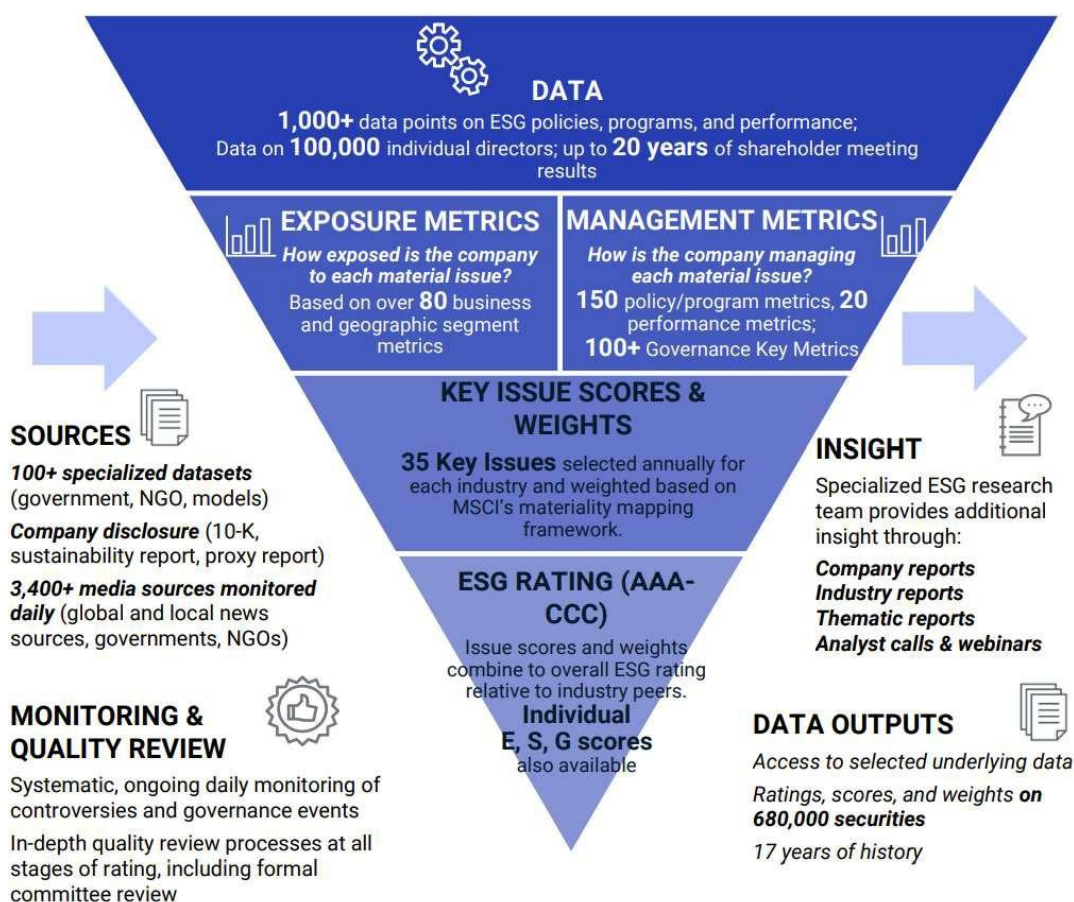 DATA
1,000+ data points on ESG policies, programs, and performance;
Data on 100,000 individual directors; up to 20 years of shareholder meeting
results
EXPOSURE METRICS
How exposed is the company
to each material issue?
Based on over 80 business
and geographic segment
metrics
MANAGEMENT METRICS
How is the company managing
each material issue?
150 policy/program metrics, 20
performance metrics;
100+ Governance Key Metrics
KEY ISSUE SCORES &
WEIGHTS
35 Key Issues selected annually for
each industry and weighted based on
MSCI's materiality mapping
framework.
ESG RATING (AAA-
CCC)
Issue scores and weights
combine to overall ESG rating
relative to industry peers.
Individual
E, S, G scores
also available
SOURCES
100+ specialized datasets
(government, NGO, models)
Company disclosure (10-K,
sustainability report, proxy report)
3,400+ media sources monitored
daily (global and local news
sources, governments, NGOs)
MONITORING &
QUALITY REVIEW
Systematic, ongoing daily monitoring of
controversies and governance events
In-depth quality review processes at all
stages of rating, including formal
committee review
INSIGHT
Specialized ESG research
team provides additional
insight through:
Company reports
Industry reports
Thematic reports
Analyst calls & webinars
DATA OUTPUTS
Access to selected underlying data
Ratings, scores, and weights on
680,000 securities
17 years of history